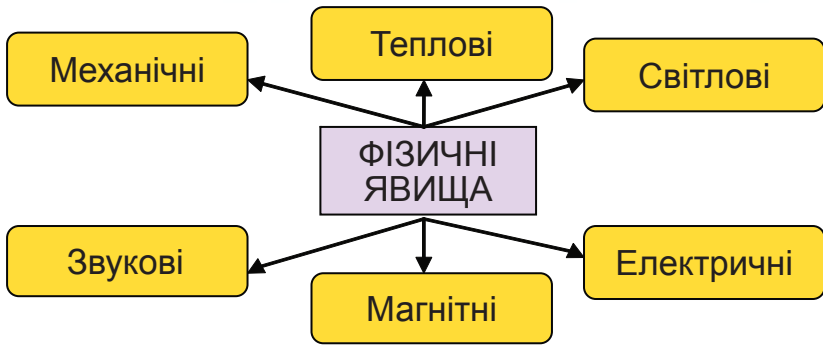 Механічні
Теплові
Світлові
ФІЗИЧНІ
ЯВИЩА
Звукові
Магнітні
Електричні